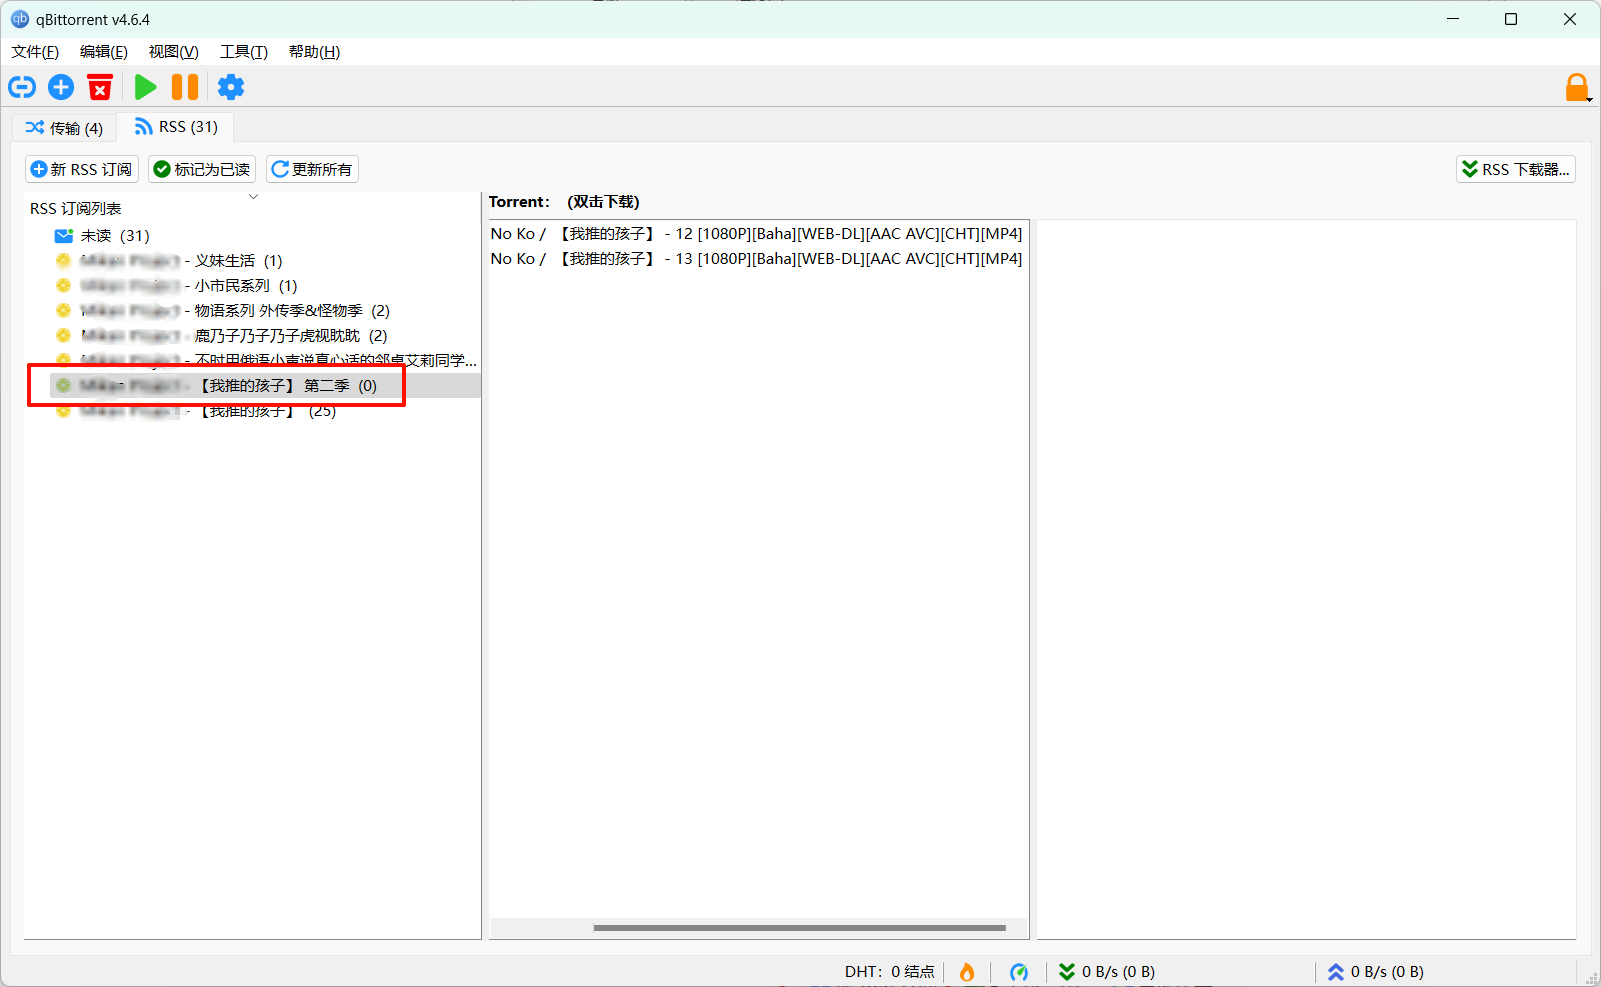 qBittorrent v4.6.4
文件(F) 编辑(E) 视图(V) 工具(T) 帮助(H)
传输 (4) RSS (31)
新 RSS 订阅 标记为已读 更新所有 RSS 下载器...
RSS 订阅列表
未读 (31)
- 义妹生活 (1)
- 小市民系列 (1)
- 物语系列 外传季&怪物季 (2)
- 鹿乃子乃子乃子虎视眈眈 (2)
- 不时用俄语小声说真心话的邻桌艾莉同学...
- 【我推的孩子】 第二季 (0)
- 【我推的孩子】 (25)
Torrent： (双击下载)
No Ko / 【我推的孩子】 - 12 [1080P][Baha][WEB-DL][AAC AVC][CHT][MP4]
No Ko / 【我推的孩子】 - 13 [1080P][Baha][WEB-DL][AAC AVC][CHT][MP4]
DHT：0 结点 0 B/s (0 B) 0 B/s (0 B)